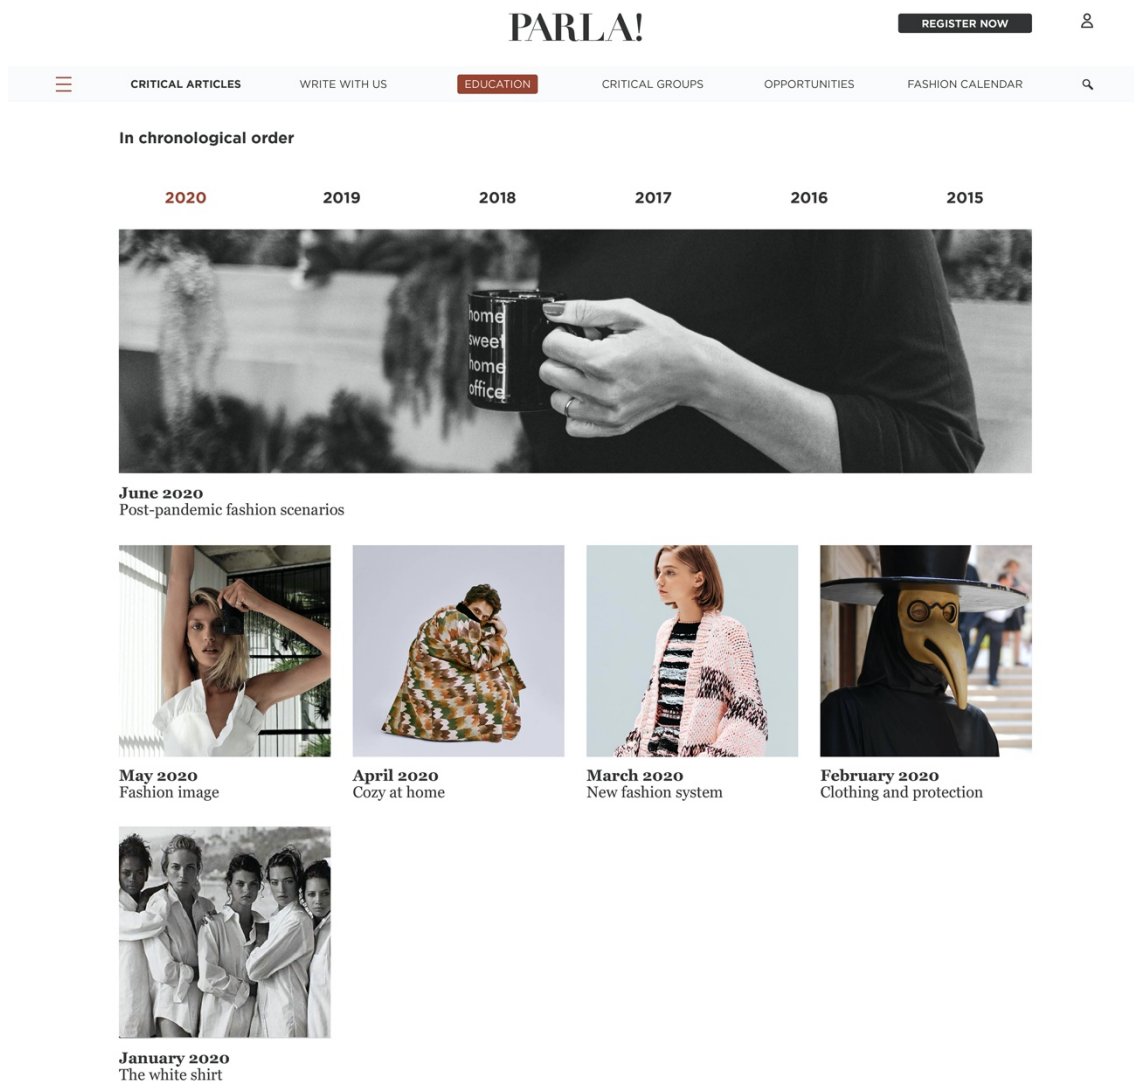 PARLA!
REGISTER NOW
CRITICAL ARTICLES
WRITE WITH US
EDUCATION
CRITICAL GROUPS
OPPORTUNITIES
FASHION CALENDAR
In chronological order
2020
2019
2018
2017
2016
2015
home
sweet
home
office
June 2020
Post-pandemic fashion scenarios
May 2020
Fashion image
April 2020
Cozy at home
March 2020
New fashion system
February 2020
Clothing and protection
January 2020
The white shirt